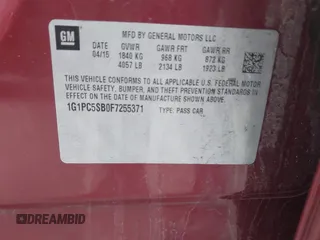 GM
MFD BY GENERAL MOTORS LLC
DATE GVWR GAWR FRT GAWR RR
04/15 1840 KG 968 KG 872 KG
4057 LB 2134 LB 1923 LB
THIS VEHICLE CONFORMS TO ALL APPLICABLE U.S. FEDERAL MOTOR
VEHICLE SAFETY, BUMPER, AND THEFT PREVENTION STANDARDS IN
EFFECT ON THE DATE OF MANUFACTURE SHOWN ABOVE.
1G1PC5SB0F7255371 TYPE: PASS CAR
DREAMBID